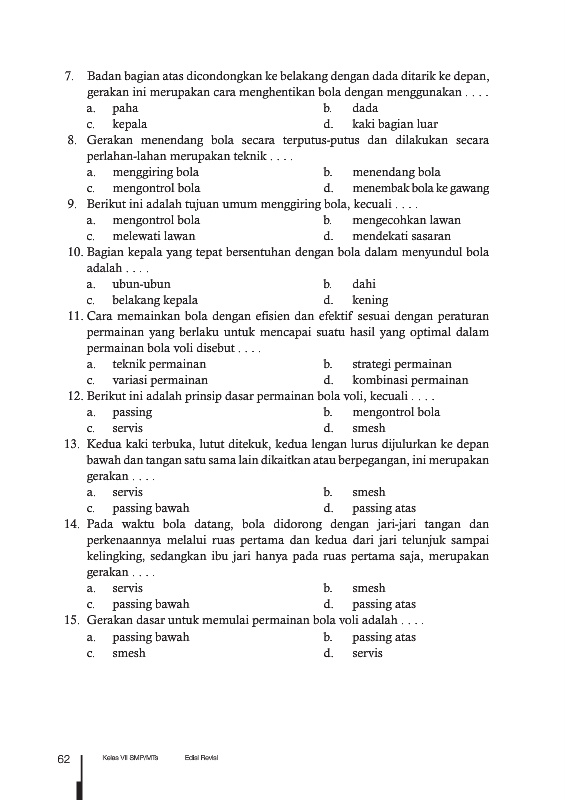 7. Badan bagian atas dicondongkan ke belakang dengan dada ditarik ke depan,
gerakan ini merupakan cara menghentikan bola dengan menggunakan . . . .
a. paha b. dada
c. kepala d. kaki bagian luar
8. Gerakan menendang bola secara terputus-putus dan dilakukan secara
perlahan-lahan merupakan teknik . . . .
a. menggiring bola b. menendang bola
c. mengontrol bola d. menembak bola ke gawang
9. Berikut ini adalah tujuan umum menggiring bola, kecuali . . . .
a. mengontrol bola b. mengecohkan lawan
c. melewati lawan d. mendekati sasaran
10. Bagian kepala yang tepat bersentuhan dengan bola dalam menyundul bola
adalah . . . .
a. ubun-ubun b. dahi
c. belakang kepala d. kening
11. Cara memainkan bola dengan efisien dan efektif sesuai dengan peraturan
permainan yang berlaku untuk mencapai suatu hasil yang optimal dalam
permainan bola voli disebut . . . .
a. teknik permainan b. strategi permainan
c. variasi permainan d. kombinasi permainan
12. Berikut ini adalah prinsip dasar permainan bola voli, kecuali . . . .
a. passing b. mengontrol bola
c. servis d. smesh
13. Kedua kaki terbuka, lutut ditekuk, kedua lengan lurus dijulurkan ke depan
bawah dan tangan satu sama lain dikaitkan atau berpegangan, ini merupakan
gerakan . . . .
a. servis b. smesh
c. passing bawah d. passing atas
14. Pada waktu bola datang, bola didorong dengan jari-jari tangan dan
perkenaannya melalui ruas pertama dan kedua dari jari telunjuk sampai
kelingking, sedangkan ibu jari hanya pada ruas pertama saja, merupakan
gerakan . . . .
a. servis b. smesh
c. passing bawah d. passing atas
15. Gerakan dasar untuk memulai permainan bola voli adalah . . . .
a. passing bawah b. passing atas
c. smesh d. servis
62 Kelas VII SMP/MTs Edisi Revisi